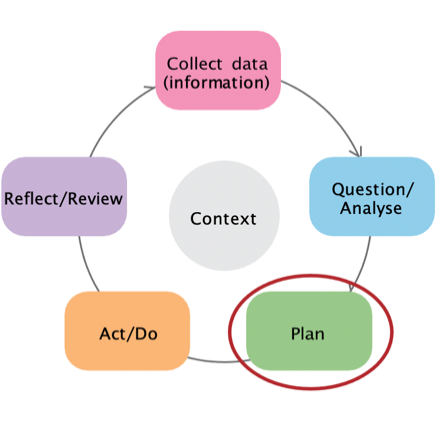 Collect data
(information)
Question/
Analyse
Reflect/Review
Context
Act/Do
Plan